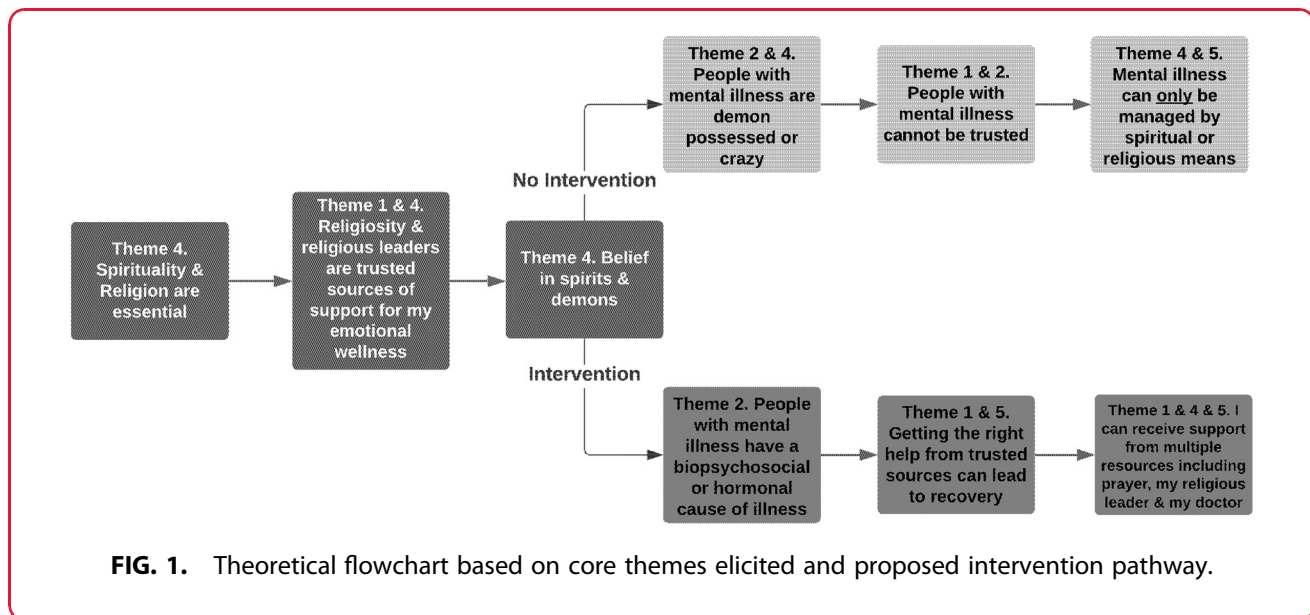 Theme 4.
Spirituality &
Religion are
essential
Theme 1 & 4.
Religiosity &
religious leaders
are trusted
sources of
support for my
emotional
wellness
Theme 4. Belief
in spirits &
demons
No Intervention
Theme 2 & 4.
People with
mental illness are
demon
possessed or
crazy
Theme 1 & 2.
People with
mental illness
cannot be trusted
Theme 4 & 5.
Mental illness
can only be
managed by
spiritual or
religious means
Intervention
Theme 2. People
with mental
illness have a
biopsychosocial
or hormonal
cause of illness
Theme 1 & 5.
Getting the right
help from trusted
sources can lead
to recovery
Theme 1 & 4 & 5. I
can receive support
from multiple
resources including
prayer, my religious
leader & my doctor
FIG. 1. Theoretical flowchart based on core themes elicited and proposed intervention pathway.